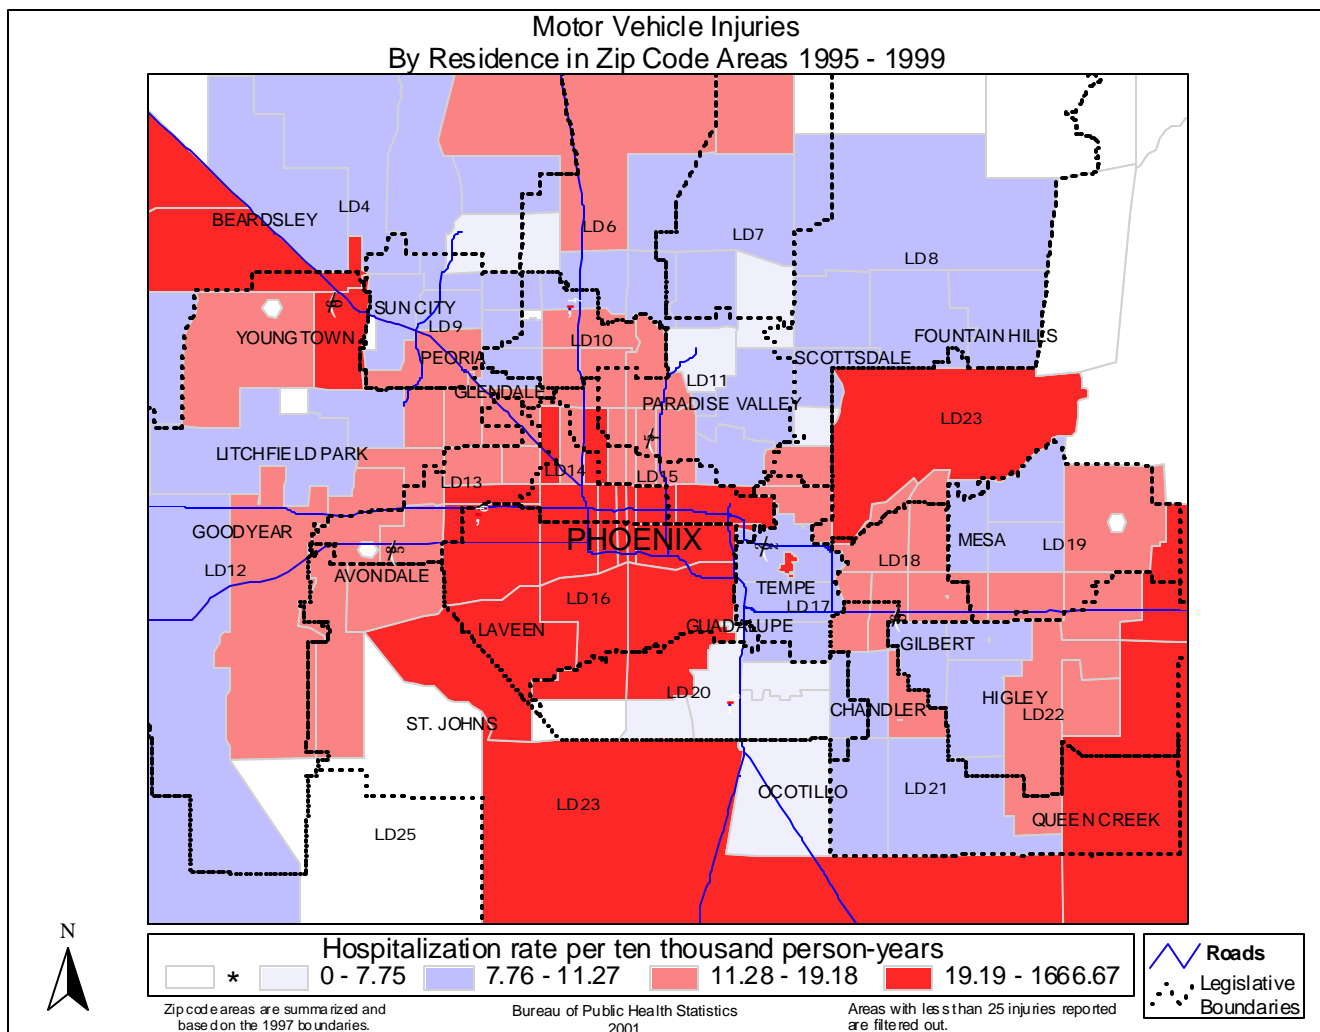 Motor Vehicle Injuries
By Residence in Zip Code Areas 1995 - 1999
LD4
BEARDSLEY
LD6
LD7
LD8
SUN CITY
LD9
YOUNGTOWN
LD10
FOUNTAIN HILLS
PEORIA
SCOTTSDALE
LD11
GLENDALE
PARADISE VALLEY
LD23
LITCHFIELD PARK
LD13
LD14
LD15
GOODYEAR
PHOENIX
MESA
LD19
LD12
AVONDALE
LD18
TEMPE
LD16
LD17
LAVEEN
GUADALUPE
GILBERT
LD20
HIGLEY
CHANDLER
LD22
ST. JOHNS
OCOTILLO
LD21
LD23
QUEEN CREEK
LD25
N
Hospitalization rate per ten thousand person-years
* 0 - 7.75 7.76 - 11.27 11.28 - 19.18 19.19 - 1666.67
Roads
Legislative
Boundaries
Zip code areas are summarized and
based on the 1997 boundaries.
Bureau of Public Health Statistics
2001
Areas with less than 25 injuries reported
are filtered out.